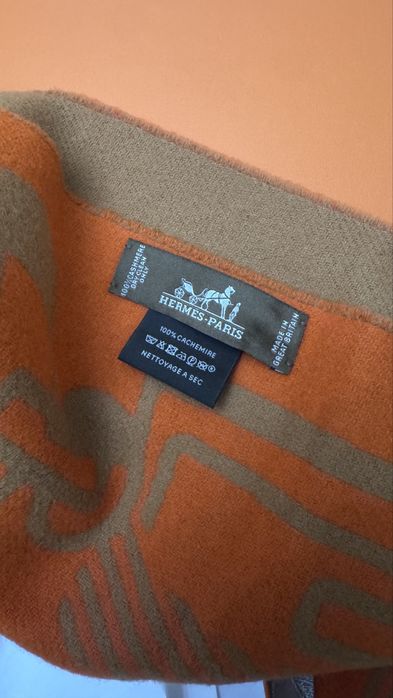 100% CASHMERE
DRY CLEAN
ONLY
HERMES-PARIS
MADE IN
GREAT BRITAIN
100% CACHEMIRE
NETTOYAGE A SEC